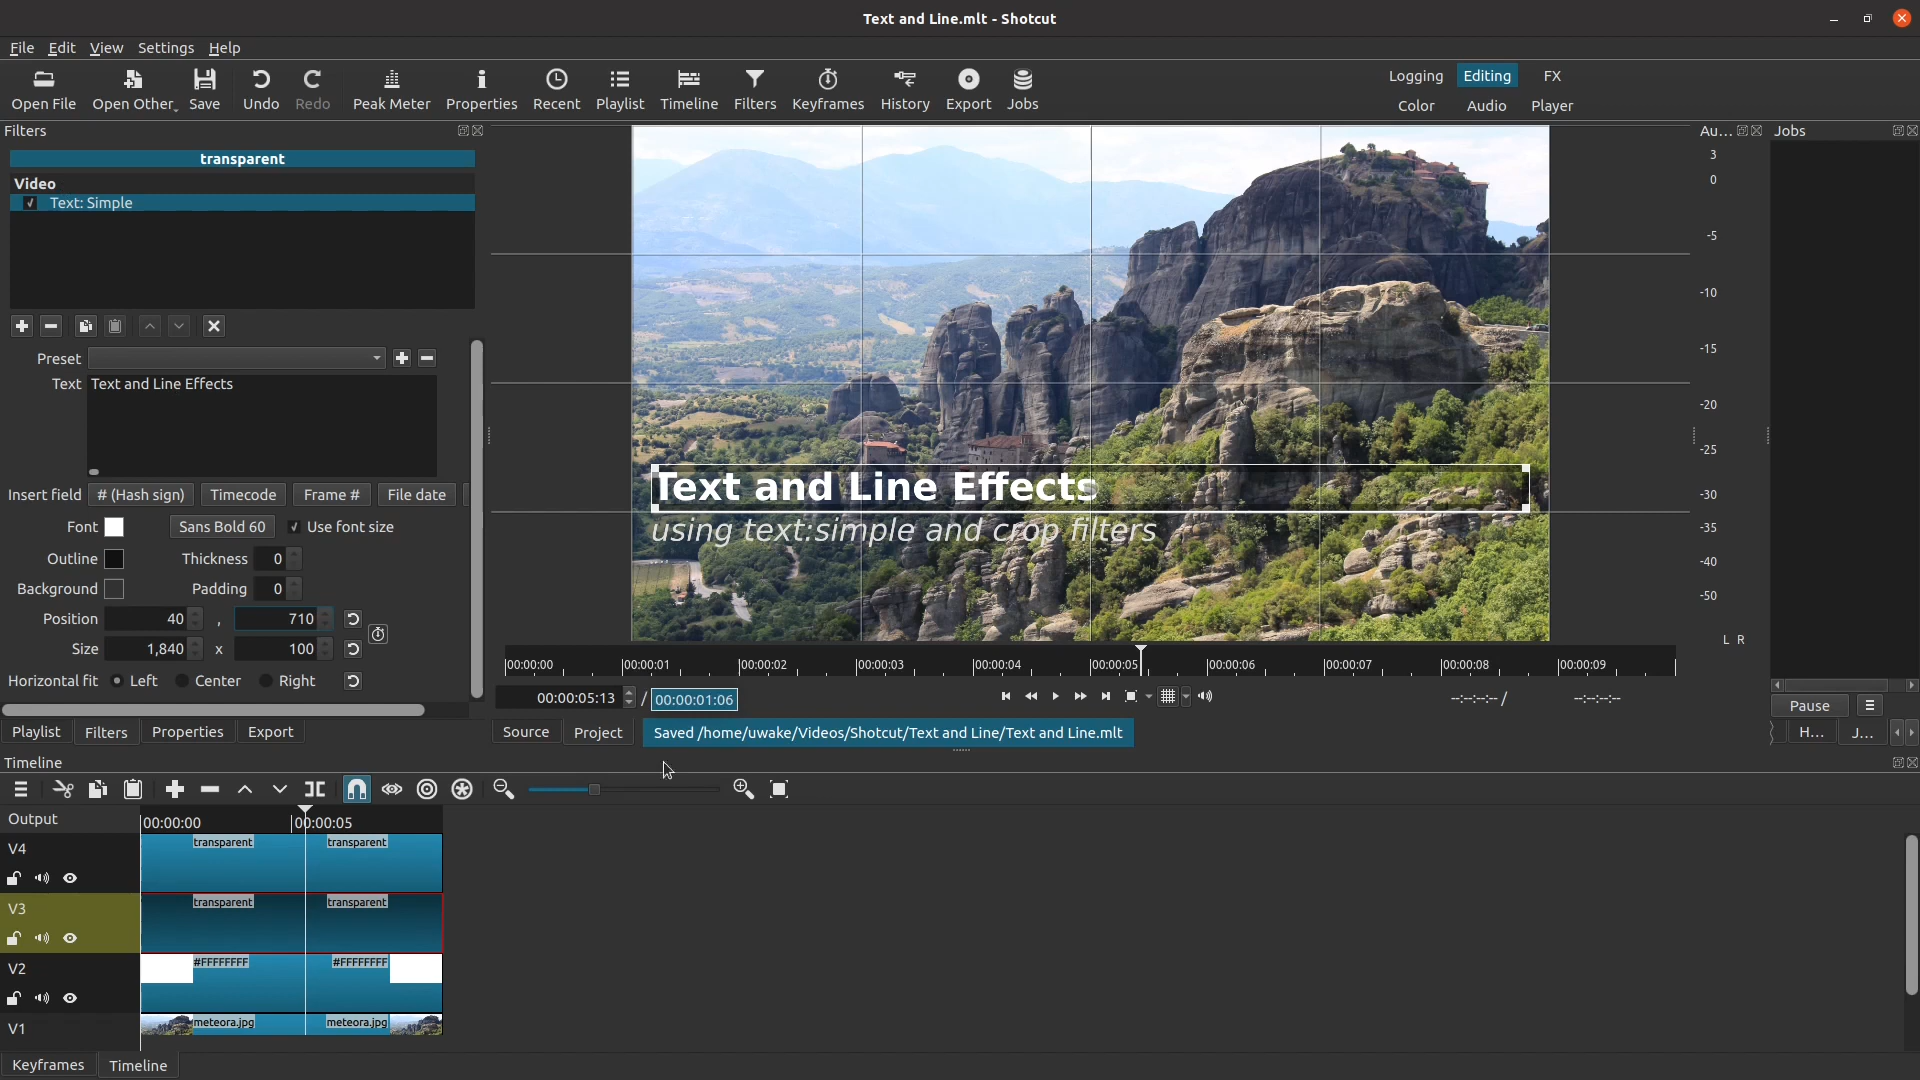 Text and Line.mlt - Shotcut
File Edit View Settings Help
Open File Open Other Save Undo Redo Peak Meter Properties Recent Playlist Timeline Filters Keyframes History Export Jobs
Logging Editing FX
Color Audio Player
Filters
transparent
Video
Text: Simple
Preset
Text Text and Line Effects
Insert field # (Hash sign) Timecode Frame # File date
Font Sans Bold 60 Use font size
Outline Thickness 0
Background Padding 0
Position 40 , 710
Size 1,840 x 100
Horizontal fit Left Center Right
Playlist Filters Properties Export
Text and Line Effects
using text:simple and crop filters
00:00:00 00:00:01 00:00:02 00:00:03 00:00:04 00:00:05 00:00:06 00:00:07 00:00:08 00:00:09
00:00:05:13 / 00:00:01:06
--:--:--:-- / --:--:--:--
Source Project Saved /home/uwake/Videos/Shotcut/Text and Line/Text and Line.mlt
Au...
3
0
-5
-10
-15
-20
-25
-30
-35
-40
-50
L R
Jobs
Pause
H... J...
Timeline
Output
00:00:00 00:00:05
V4 transparent transparent
V3 transparent transparent
V2 #FFFFFFFF #FFFFFFFF
V1 meteora.jpg meteora.jpg
Keyframes Timeline